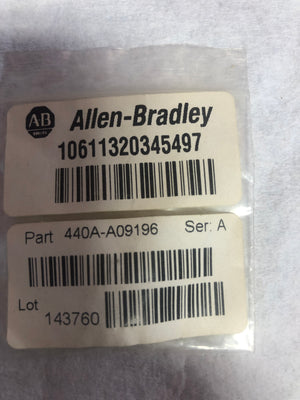 AB
Allen-Bradley
10611320345497
Part 440A-A09196 Ser: A
Lot 143760